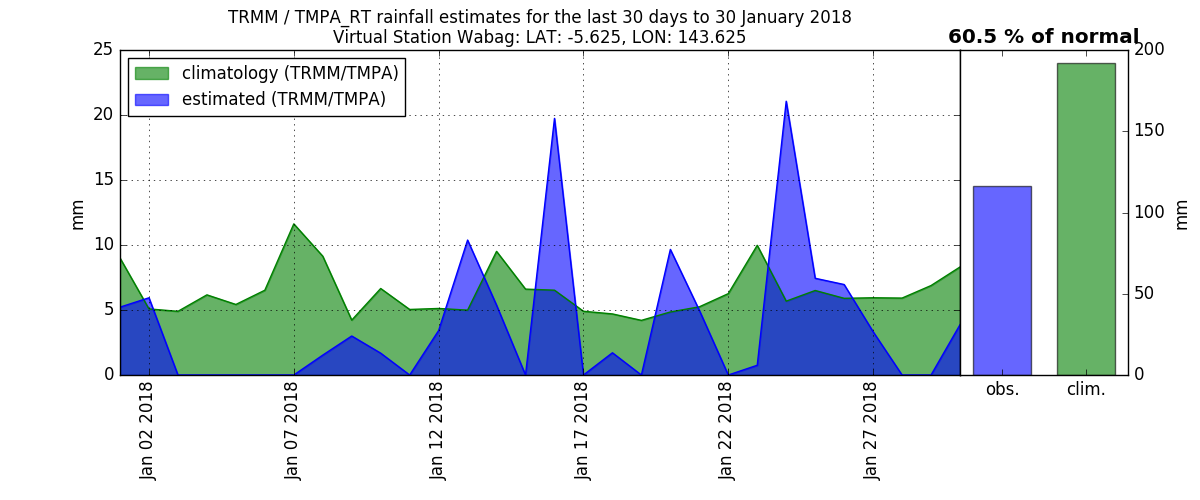 TRMM / TMPA_RT rainfall estimates for the last 30 days to 30 January 2018
Virtual Station Wabag: LAT: -5.625, LON: 143.625
60.5 % of normal
climatology (TRMM/TMPA)
estimated (TRMM/TMPA)
25
20
15
10
5
0
mm
Jan 02 2018
Jan 07 2018
Jan 12 2018
Jan 17 2018
Jan 22 2018
Jan 27 2018
200
150
100
50
0
mm
obs.
clim.